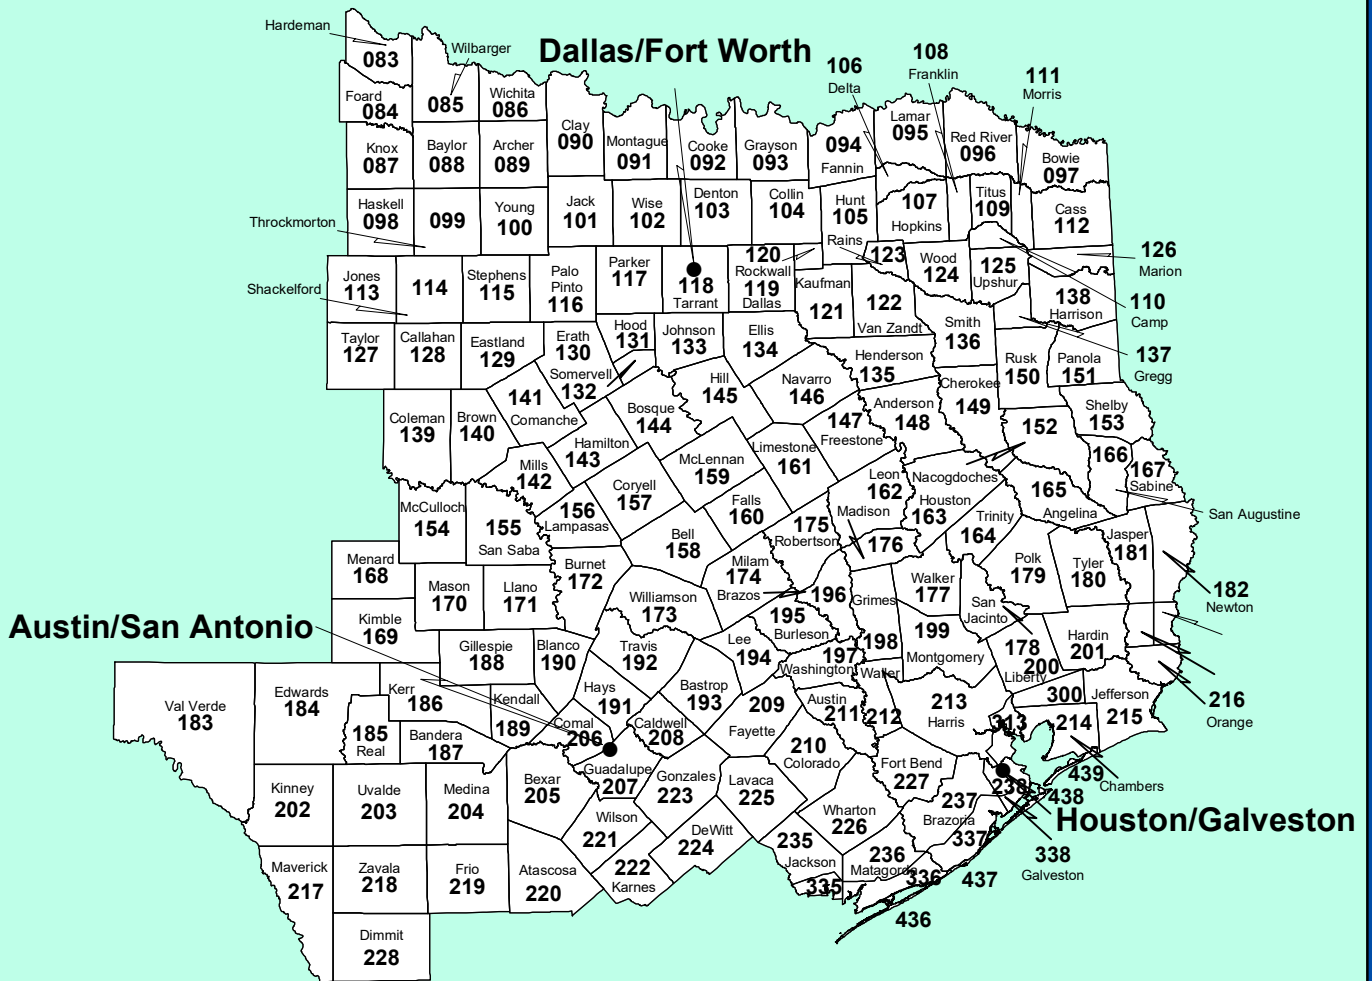 Hardeman
083
Wilbarger
Dallas/Fort Worth
108
Franklin
106
Delta
111
Morris
Foard
084
085
Wichita
086
Clay
090
Montague
091
Cooke
092
Grayson
093
094
Fannin
Lamar
095
Red River
096
Bowie
097
Knox
087
Baylor
088
Archer
089
Haskell
098
Throckmorton
099
Young
100
Jack
101
Wise
102
Denton
103
Collin
104
Hunt
105
107
Hopkins
Titus
109
Cass
112
126
Marion
Jones
113
Shackelford
114
Stephens
115
Palo
Pinto
116
Parker
117
118
Tarrant
120
Rockwall
119
Dallas
Kaufman
121
Rains
123
122
Van Zandt
Wood
124
125
Upshur
138
Harrison
110
Camp
137
Gregg
Taylor
127
Callahan
128
Eastland
129
Erath
130
Hood
131
Somervell
132
Johnson
133
Ellis
134
Henderson
135
Smith
136
Rusk
150
Panola
151
Coleman
139
Brown
140
141
Comanche
Mills
142
Hamilton
143
Bosque
144
Hill
145
Navarro
146
147
Freestone
Anderson
148
Cherokee
149
152
Nacogdoches
Shelby
153
McCulloch
154
155
San Saba
156
Lampasas
Coryell
157
Bell
158
McLennan
159
Falls
160
Limestone
161
Leon
162
Houston
163
Trinity
164
165
Angelina
166
San Augustine
167
Sabine
Menard
168
Kimble
169
Mason
170
Llano
171
Burnet
172
Williamson
173
Milam
174
175
Robertson
Madison
176
Walker
177
San
Jacinto
178
Polk
179
Tyler
180
Jasper
181
182
Newton
Austin/San Antonio
Val Verde
183
Edwards
184
185
Real
Kerr
186
Bandera
187
Gillespie
188
Kendall
189
Blanco
190
Hays
191
Travis
192
Bastrop
193
Lee
194
195
Burleson
Brazos
196
197
Washington
Grimes
198
199
Montgomery
200
Liberty
Hardin
201
Kinney
202
Uvalde
203
Medina
204
Bexar
205
Comal
206
Guadalupe
207
Caldwell
208
209
Fayette
210
Colorado
Austin
211
Waller
212
213
Harris
313
300
214
Chambers
Jefferson
215
216
Orange
Maverick
217
Zavala
218
Frio
219
Atascosa
220
Wilson
221
222
Karnes
Gonzales
223
DeWitt
224
Lavaca
225
Wharton
226
Fort Bend
227
Dimmit
228
235
Jackson
335
236
Matagorda
336
436
237
Brazoria
337
437
238
338
Galveston
438
439
Houston/Galveston